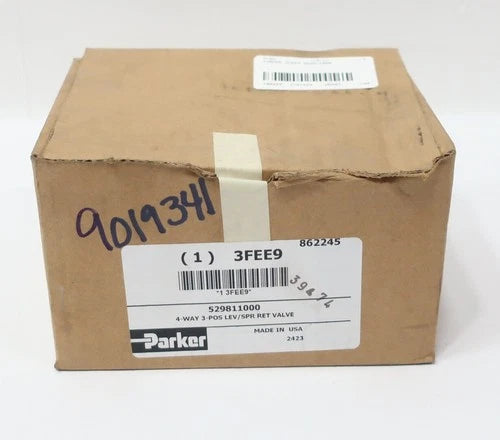 9019341
862245
(1) 3FEE9
"1 3FEE9"
529811000
4-WAY 3-POS LEV/SPR RET VALVE
Parker
MADE IN USA
2423